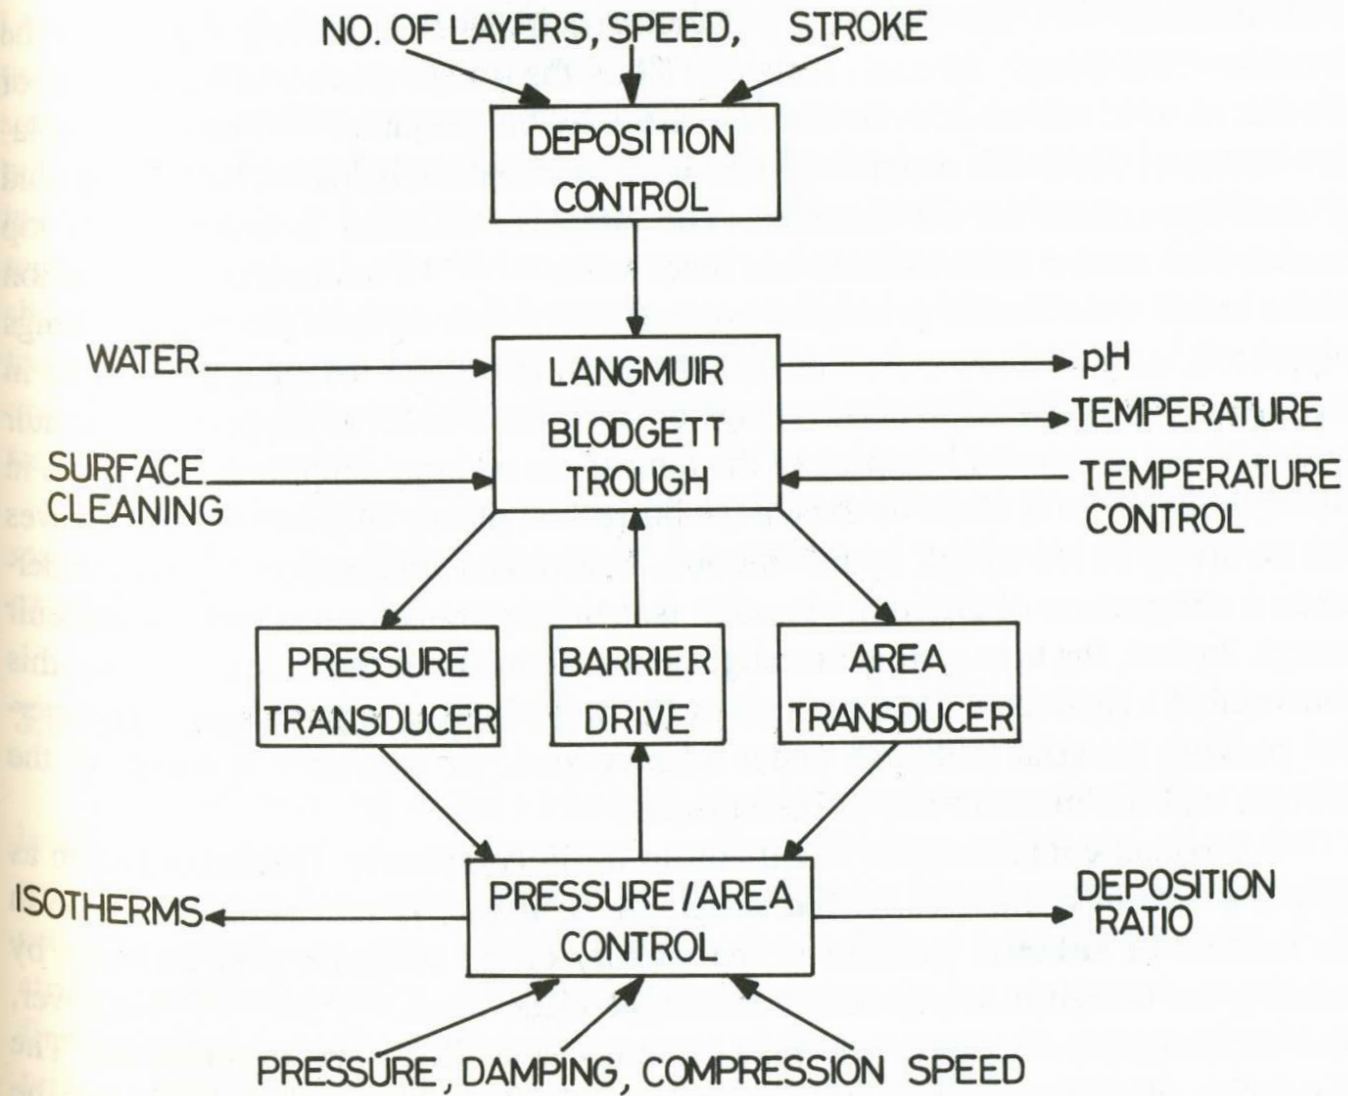 NO. OF LAYERS, SPEED, STROKE
DEPOSITION
CONTROL
WATER
LANGMUIR
BLODGETT
TROUGH
pH
TEMPERATURE
SURFACE
CLEANING
TEMPERATURE
CONTROL
PRESSURE
TRANSDUCER
BARRIER
DRIVE
AREA
TRANSDUCER
ISOTHERMS
PRESSURE/AREA
CONTROL
DEPOSITION
RATIO
PRESSURE, DAMPING, COMPRESSION SPEED